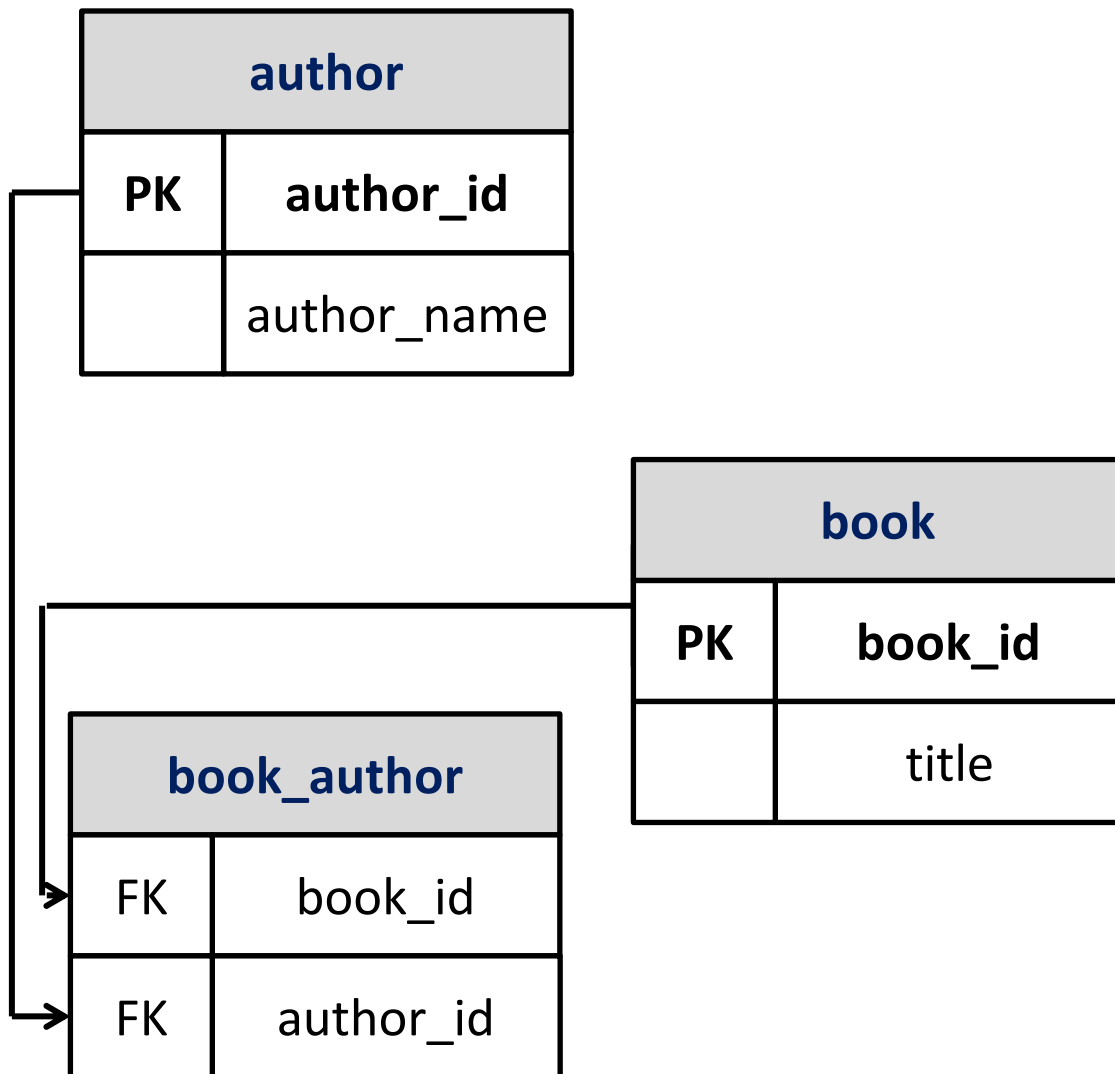 author
PK author_id
author_name
book
PK book_id
title
book_author
FK book_id
FK author_id